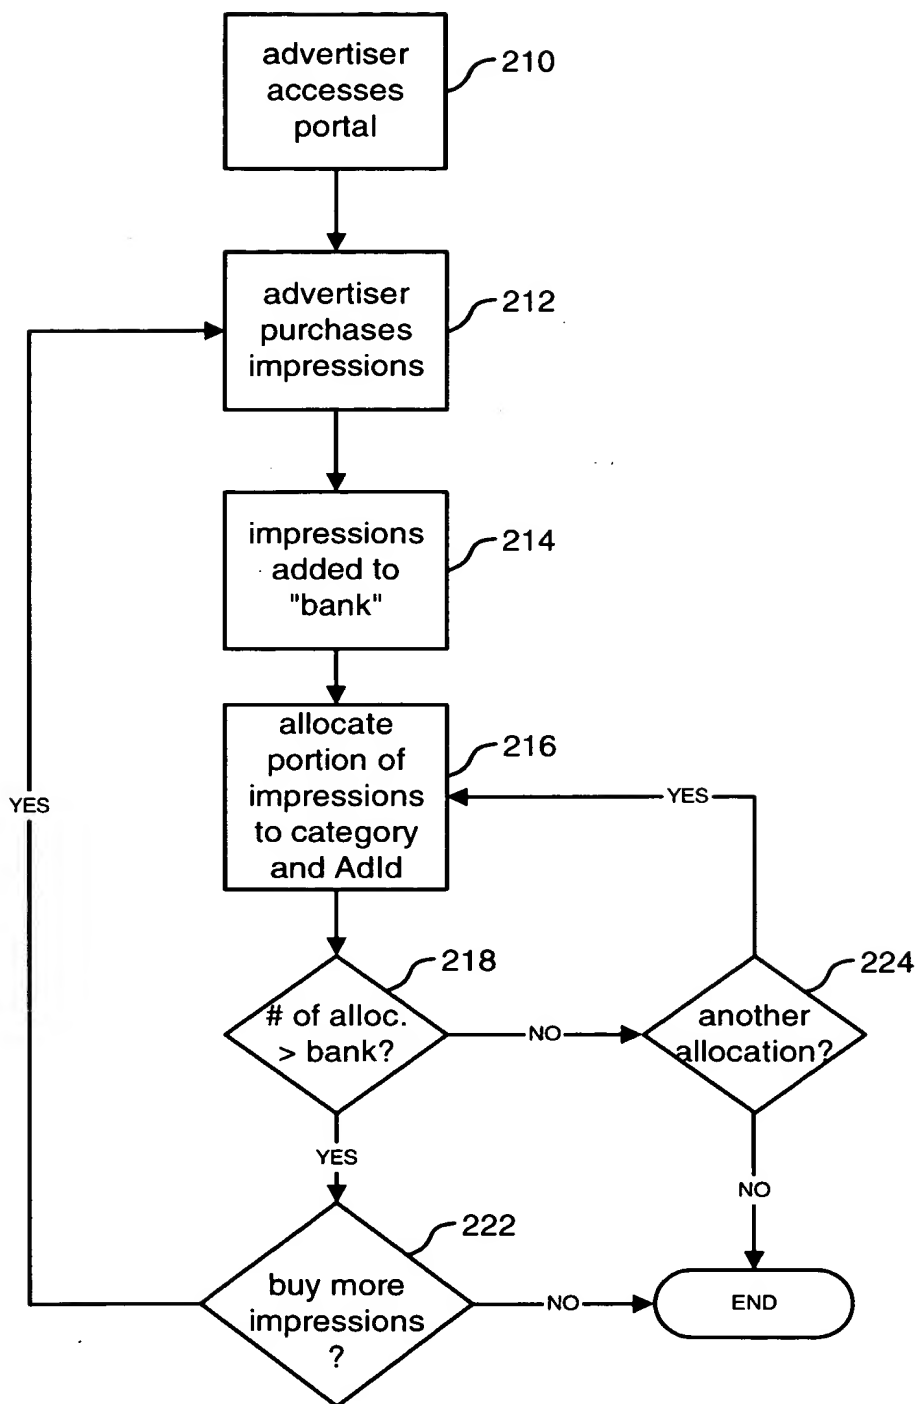 advertiser
accesses
portal
210
advertiser
purchases
impressions
212
impressions
added to
"bank"
214
allocate
portion of
impressions
to category
and AdId
216
YES
YES
# of alloc.
> bank?
218
NO
another
allocation?
224
YES
NO
buy more
impressions
?
222
NO
END